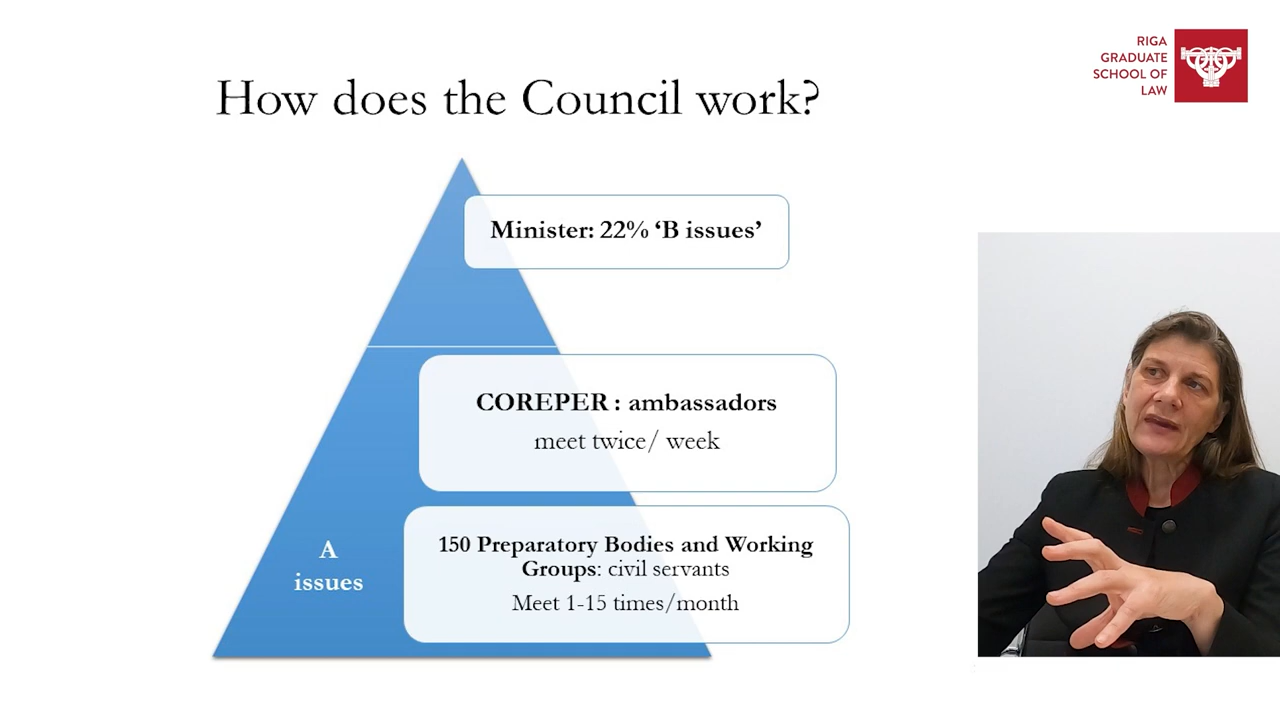 RIGA
GRADUATE
SCHOOL OF
LAW
How does the Council work?
Minister: 22% ‘B issues’
COREPER : ambassadors
meet twice/ week
A
issues
150 Preparatory Bodies and Working
Groups: civil servants
Meet 1-15 times/month